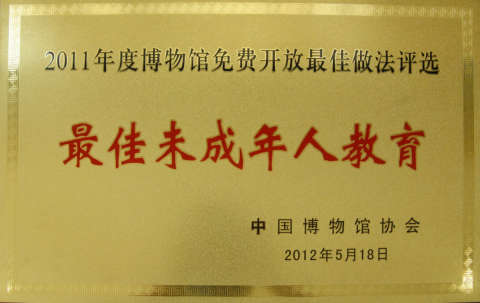 2011年度博物馆免费开放最佳做法评选
最佳未成年人教育
中国博物馆协会
2012年5月18日